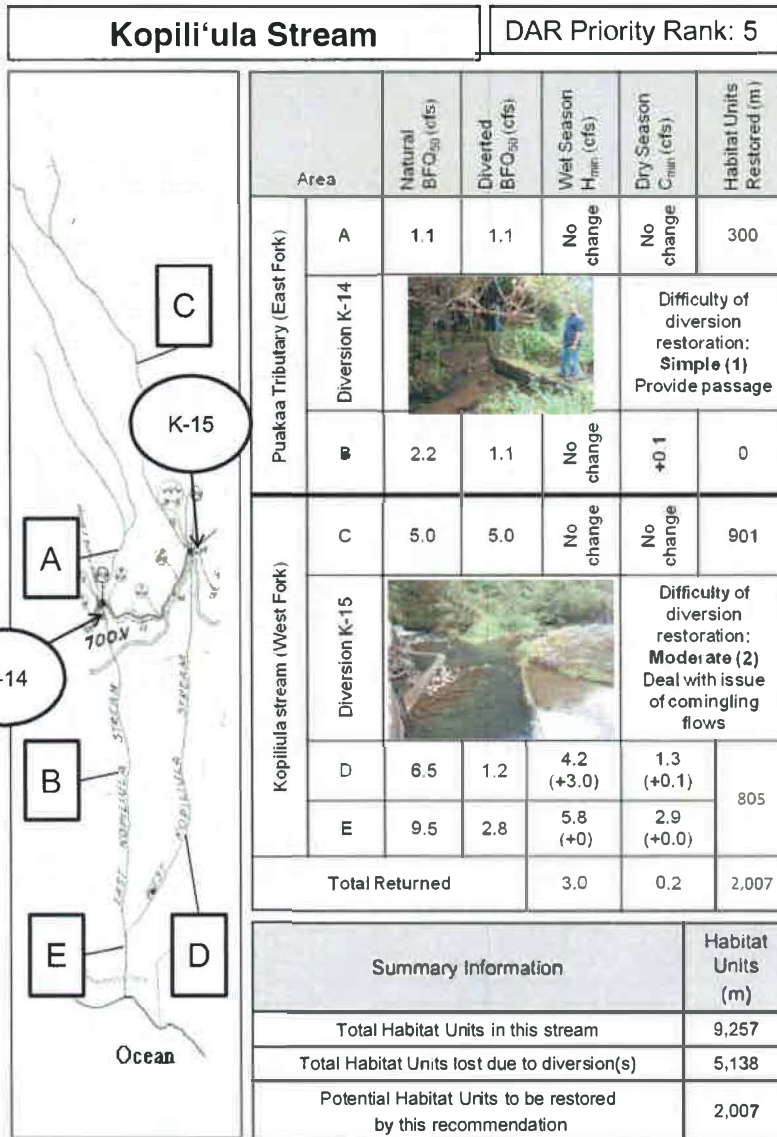 Kopili‘ula Stream
DAR Priority Rank: 5
C
K-15
A
700.X
-14
STREAM
STREAM
B
EAST KOPILIULA
WEST KOPILIULA
E
D
Ocean
Area
Natural
BFQ50 (cfs)
Diverted
BFQ50 (cfs)
Wet Season
Hmin (cfs)
Dry Season
Cmin (cfs)
Habitat Units
Restored (m)
Puakaa Tributary (East Fork)
A
1.1
1.1
No
change
No
change
300
Diversion K-14
Difficulty of
diversion
restoration:
Simple (1)
Provide passage
B
2.2
1.1
No
change
+0.1
0
Kopiliula stream (West Fork)
C
5.0
5.0
No
change
No
change
901
Diversion K-15
Difficulty of
diversion
restoration:
Moderate (2)
Deal with issue
of comingling
flows
D
6.5
1.2
4.2
(+3.0)
1.3
(+0.1)
805
E
9.5
2.8
5.8
(+0)
2.9
(+0.0)
Total Returned
3.0
0.2
2,007
Summary Information
Habitat
Units
(m)
Total Habitat Units in this stream
9,257
Total Habitat Units lost due to diversion(s)
5,138
Potential Habitat Units to be restored
by this recommendation
2,007